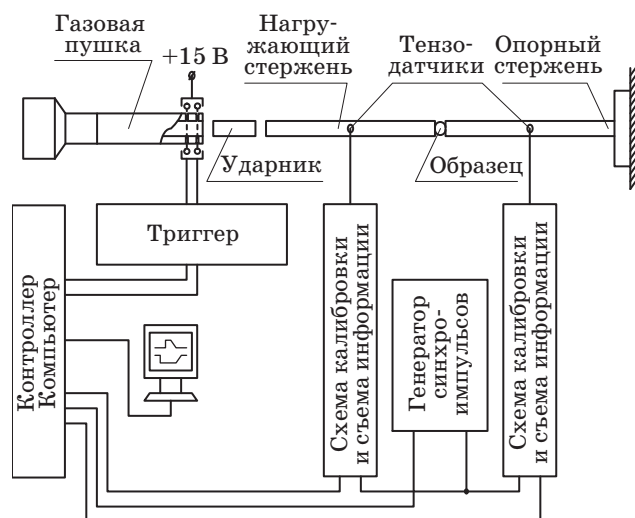 Газовая
пушка
+15 В
Нагру-
жающий
стержень
Тензо-
датчики
Опорный
стержень
Ударник
Образец
Триггер
Контроллер
Компьютер
Схема калибровки
и съема информации
Генератор
синхро-
импульсов
Схема калибровки
и съема информации